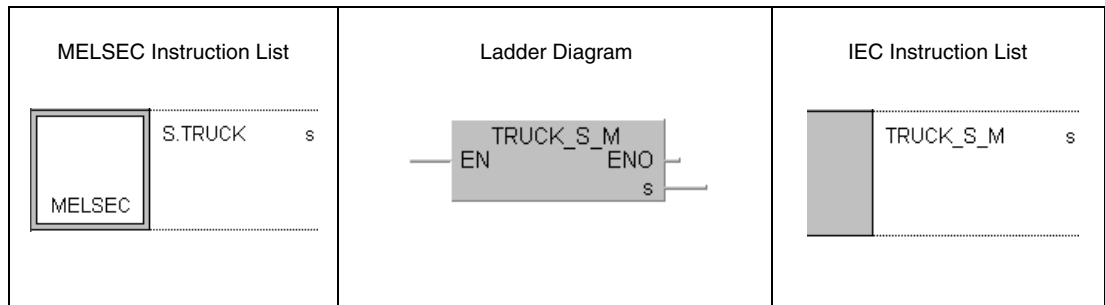 MELSEC Instruction List
S.TRUCK s
MELSEC
Ladder Diagram
TRUCK_S_M
EN ENO
s
IEC Instruction List
TRUCK_S_M s